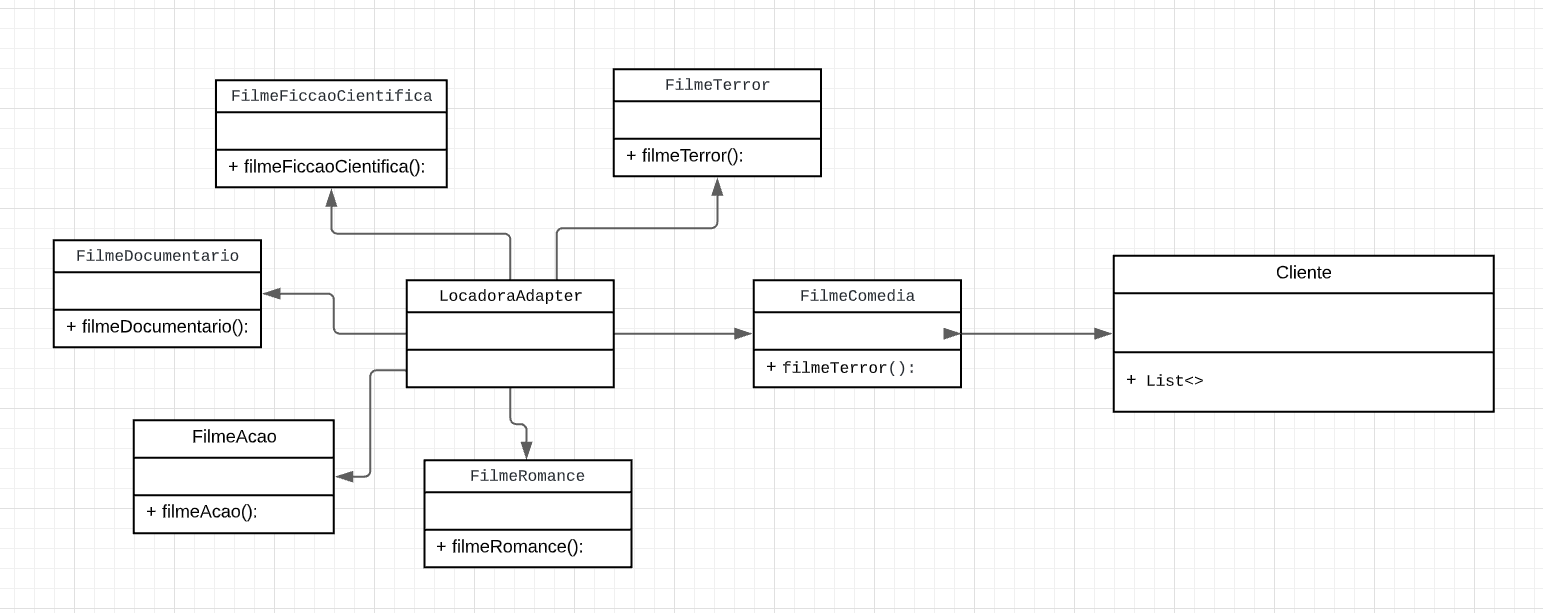 FilmeFiccaoCientifica
+ filmeFiccaoCientifica():
FilmeTerror
+ filmeTerror():
FilmeDocumentario
+ filmeDocumentario():
LocadoraAdapter
FilmeComedia
+ filmeTerror():
Cliente
+ List<>
FilmeAcao
+ filmeAcao():
FilmeRomance
+ filmeRomance():